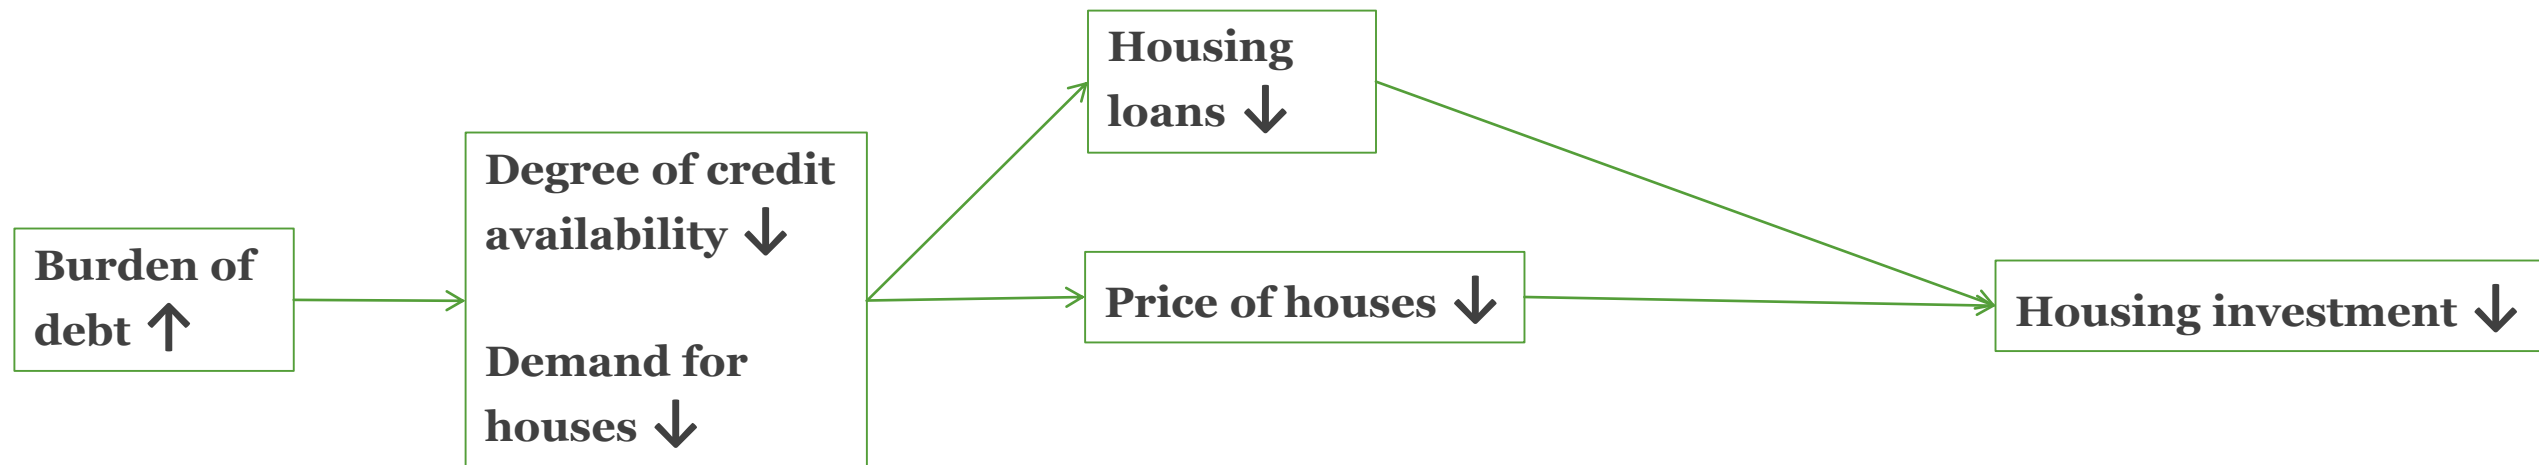 Burden of
debt ↑
Degree of credit
availability ↓
Demand for
houses ↓
Housing
loans ↓
Price of houses ↓
Housing investment ↓